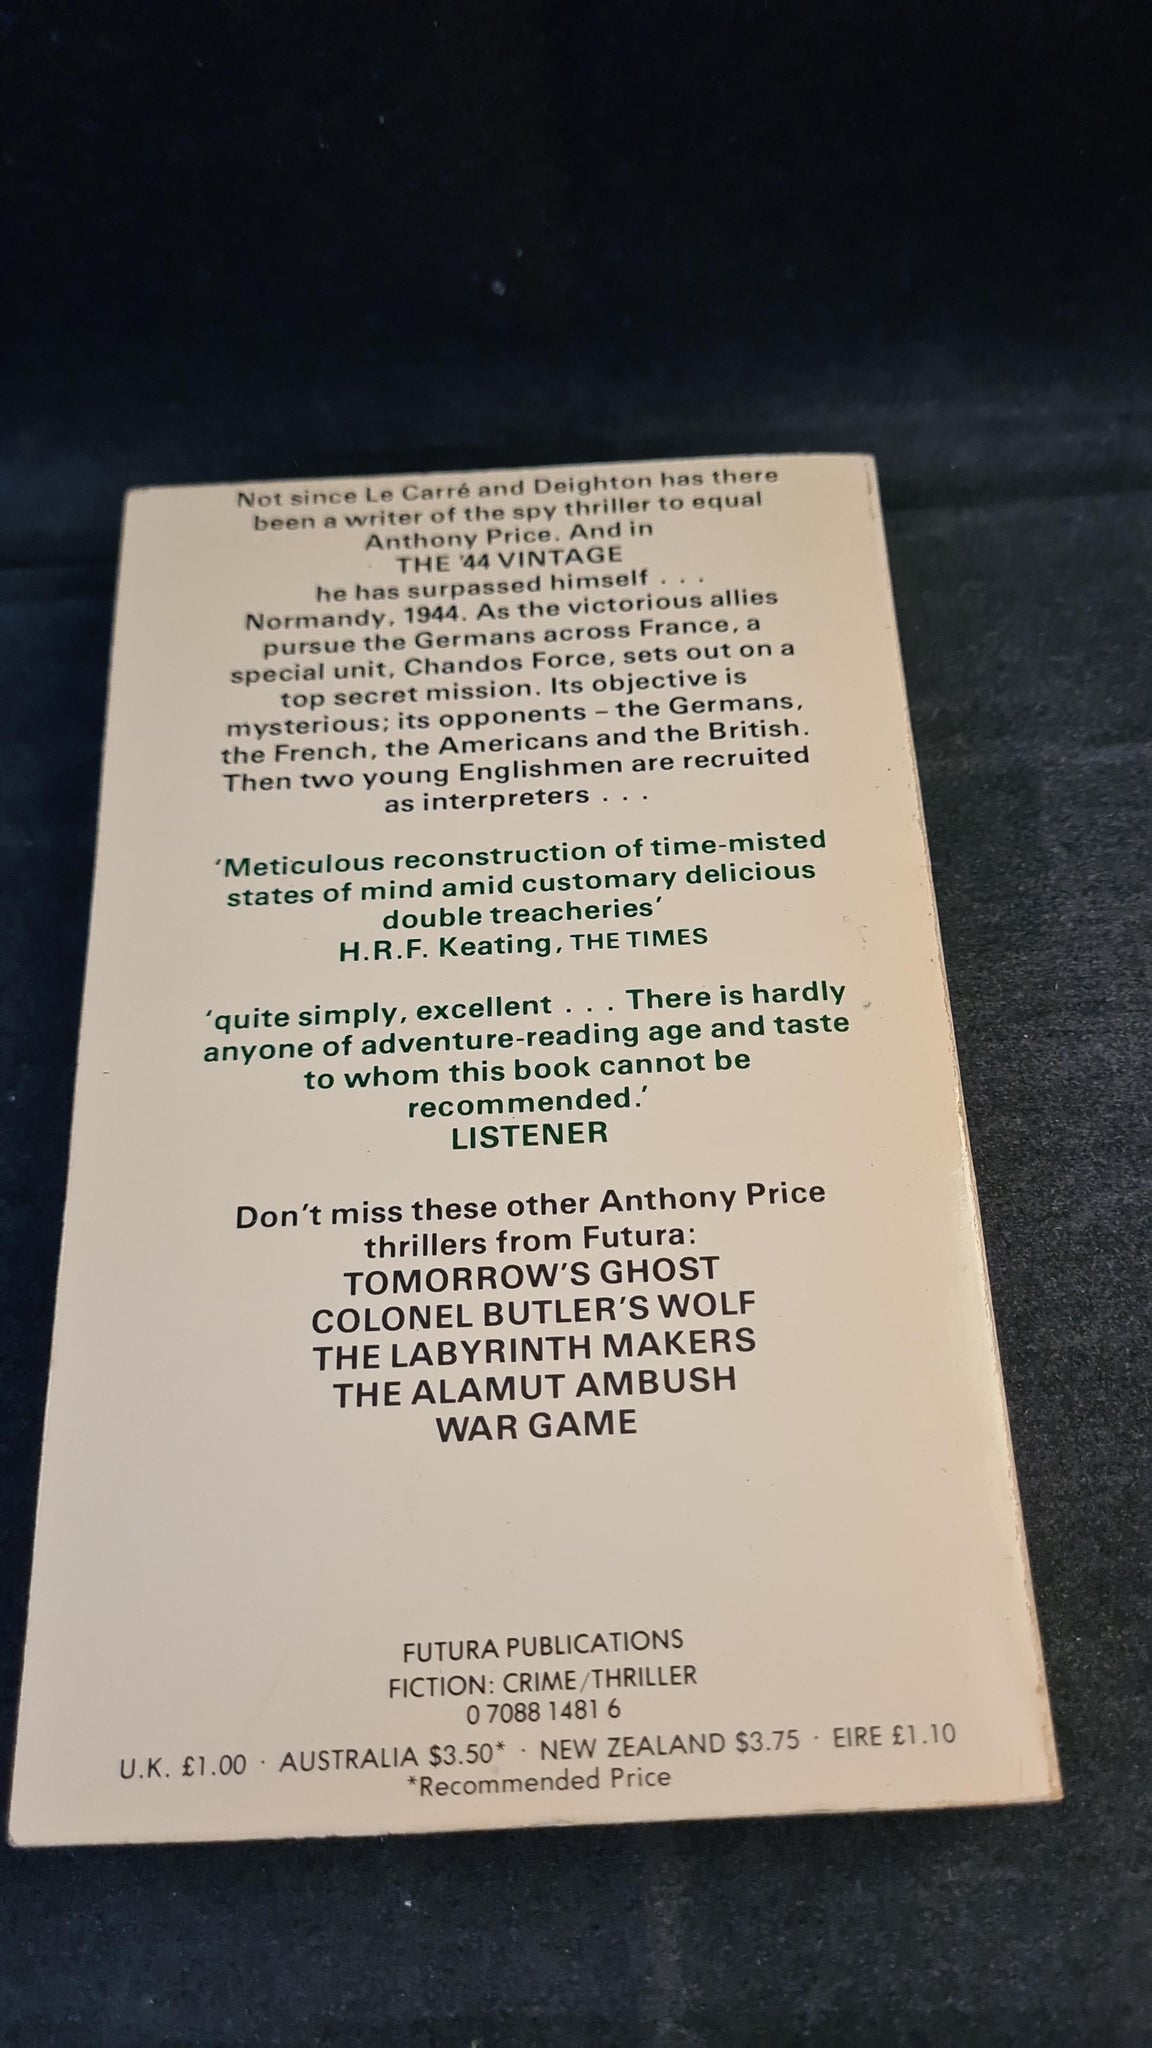 Not since Le Carré and Deighton has there
been a writer of the spy thriller to equal
Anthony Price. And in
THE '44 VINTAGE
he has surpassed himself . . .
Normandy, 1944. As the victorious allies
pursue the Germans across France, a
special unit, Chandos Force, sets out on a
top secret mission. Its objective is
mysterious; its opponents – the Germans,
the French, the Americans and the British.
Then two young Englishmen are recruited
as interpreters . . .
'Meticulous reconstruction of time-misted
states of mind amid customary delicious
double treacheries'
H.R.F. Keating, THE TIMES
'quite simply, excellent . . . There is hardly
anyone of adventure-reading age and taste
to whom this book cannot be
recommended.'
LISTENER
Don't miss these other Anthony Price
thrillers from Futura:
TOMORROW'S GHOST
COLONEL BUTLER'S WOLF
THE LABYRINTH MAKERS
THE ALAMUT AMBUSH
WAR GAME
FUTURA PUBLICATIONS
FICTION: CRIME/THRILLER
0 7088 1481 6
U.K. £1.00 · AUSTRALIA $3.50* · NEW ZEALAND $3.75 · EIRE £1.10
*Recommended Price